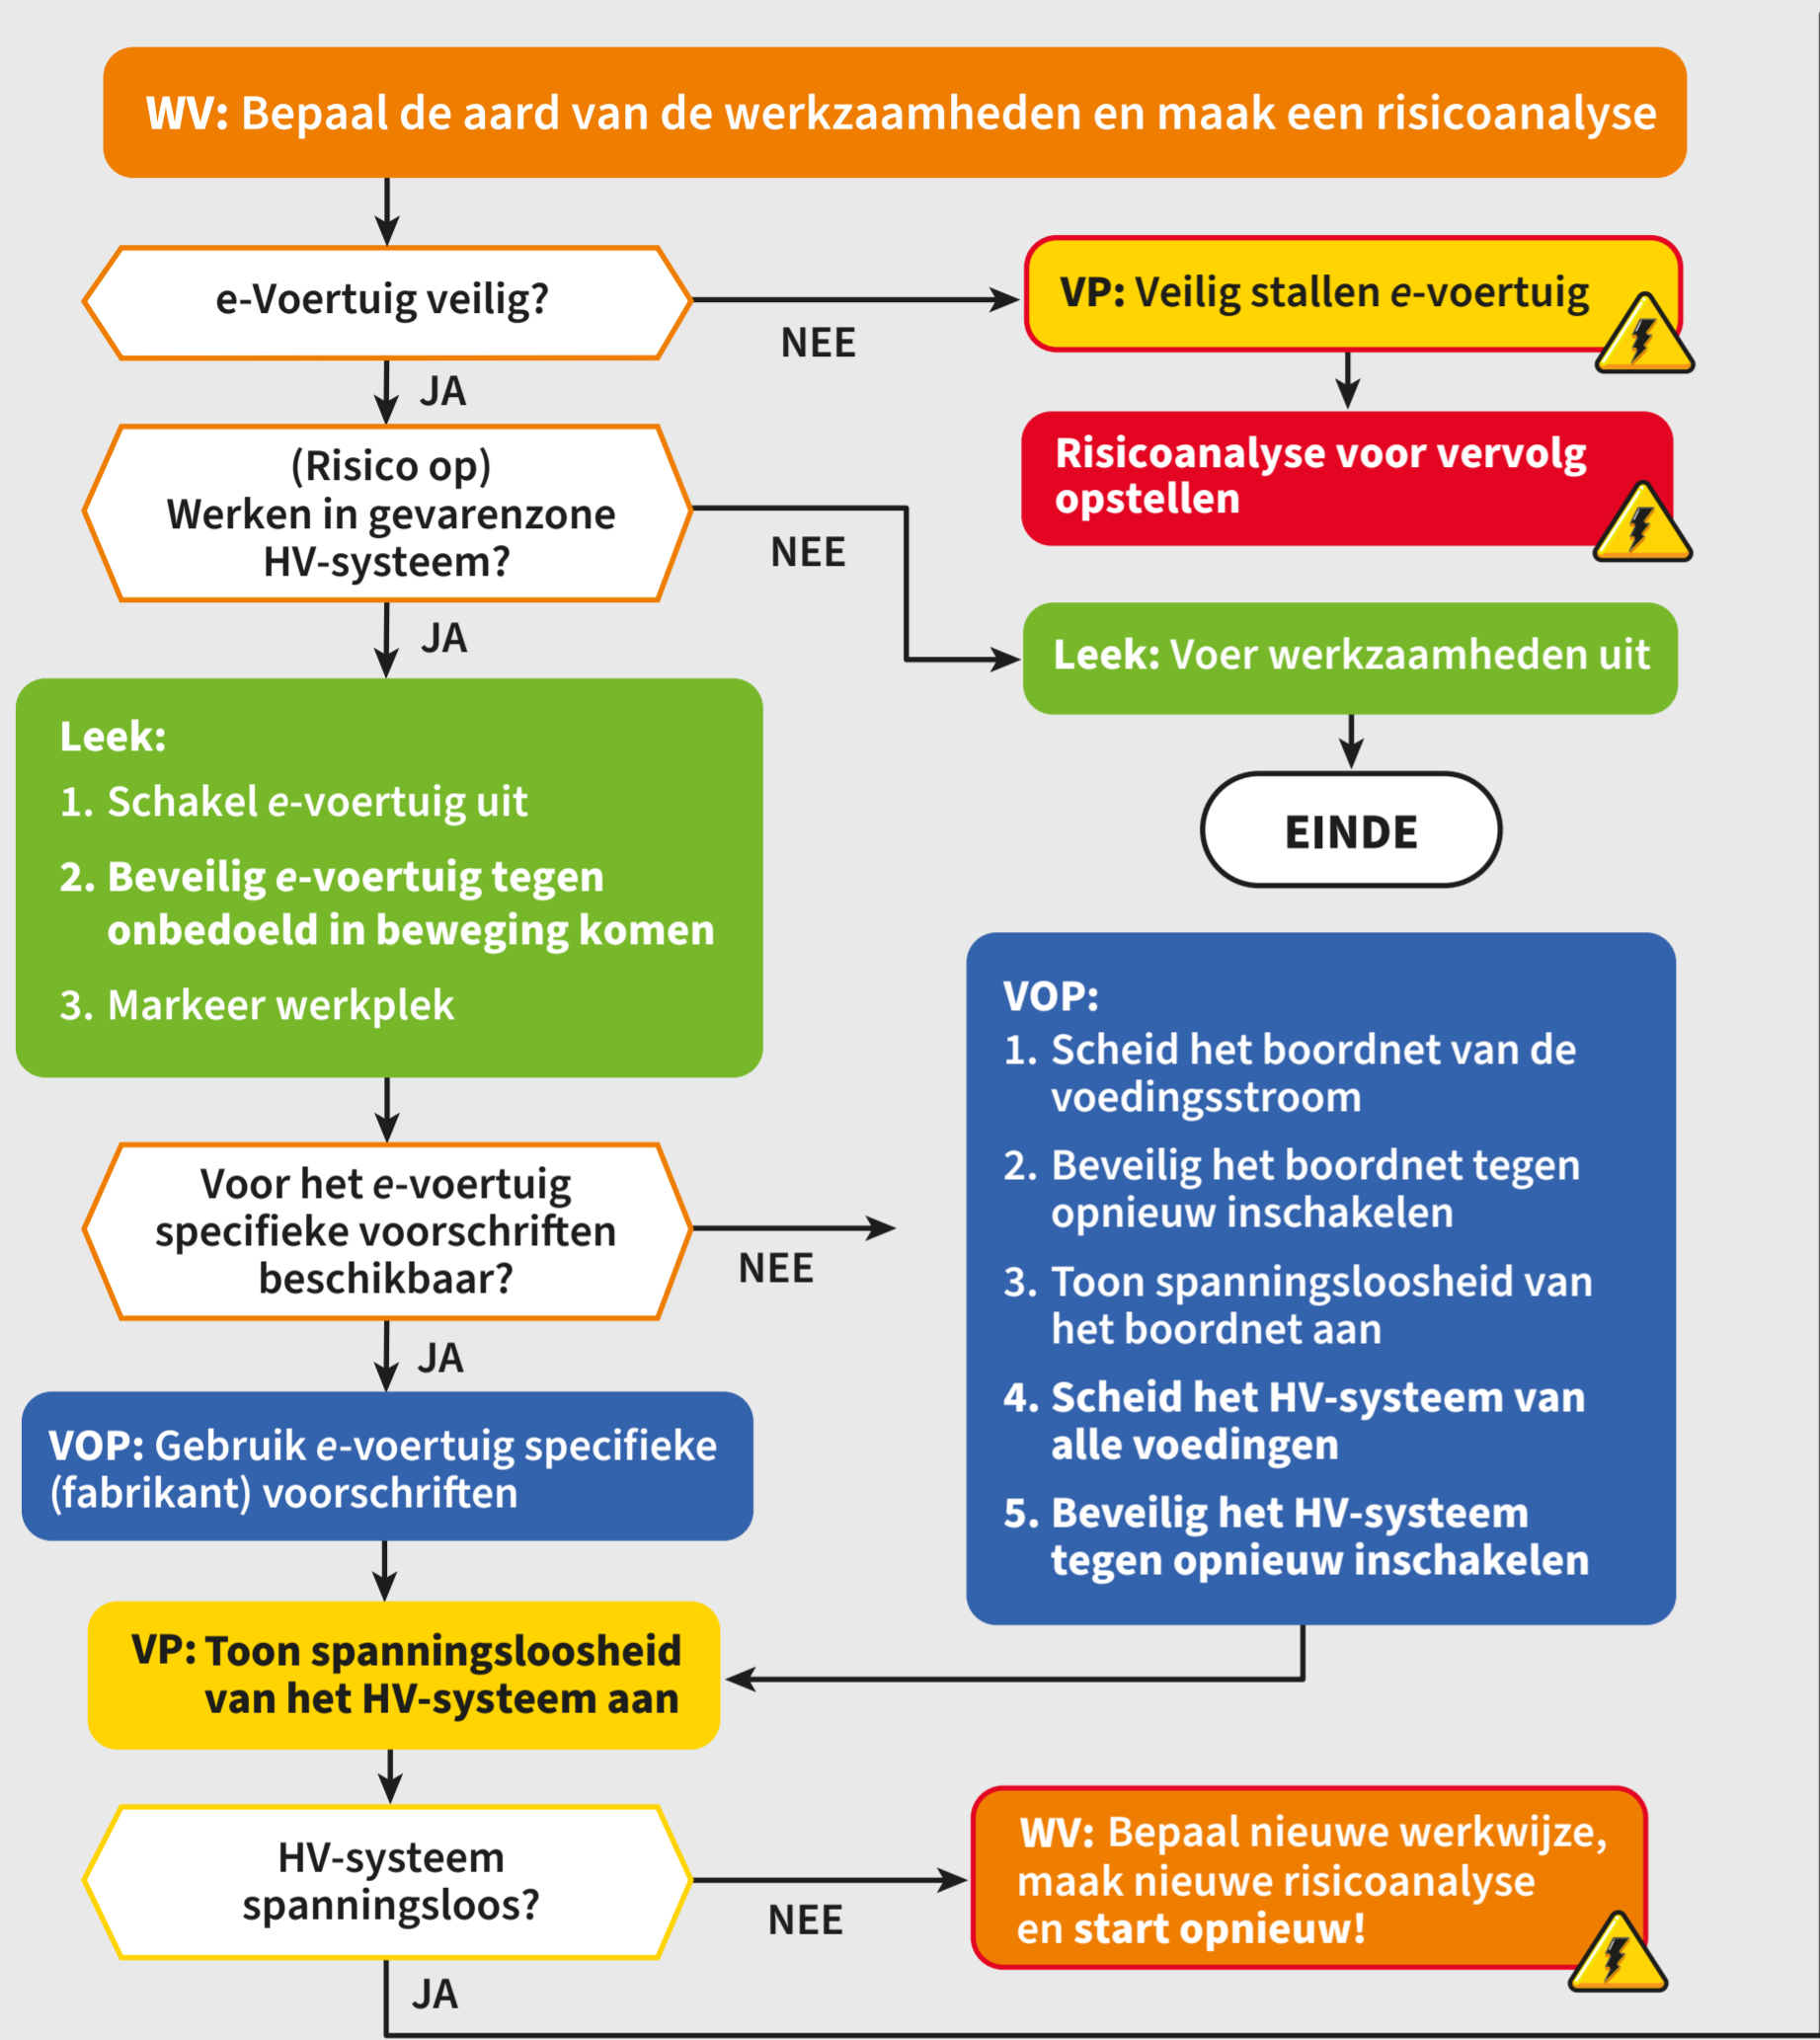 WV: Bepaal de aard van de werkzaamheden en maak een risicoanalyse
e-Voertuig veilig?
NEE
VP: Veilig stallen e-voertuig
JA
Risicoanalyse voor vervolg
opstellen
(Risico op)
Werken in gevarenzone
HV-systeem?
NEE
JA
Leek: Voer werkzaamheden uit
EINDE
Leek:
1. Schakel e-voertuig uit
2. Beveilig e-voertuig tegen
onbedoeld in beweging komen
3. Markeer werkplek
Voor het e-voertuig
specifieke voorschriften
beschikbaar?
NEE
JA
VOP:
1. Scheid het boordnet van de
voedingsstroom
2. Beveilig het boordnet tegen
opnieuw inschakelen
3. Toon spanningsloosheid van
het boordnet aan
4. Scheid het HV-systeem van
alle voedingen
5. Beveilig het HV-systeem
tegen opnieuw inschakelen
VOP: Gebruik e-voertuig specifieke
(fabrikant) voorschriften
VP: Toon spanningsloosheid
van het HV-systeem aan
HV-systeem
spanningsloos?
NEE
JA
WV: Bepaal nieuwe werkwijze,
maak nieuwe risicoanalyse
en start opnieuw!